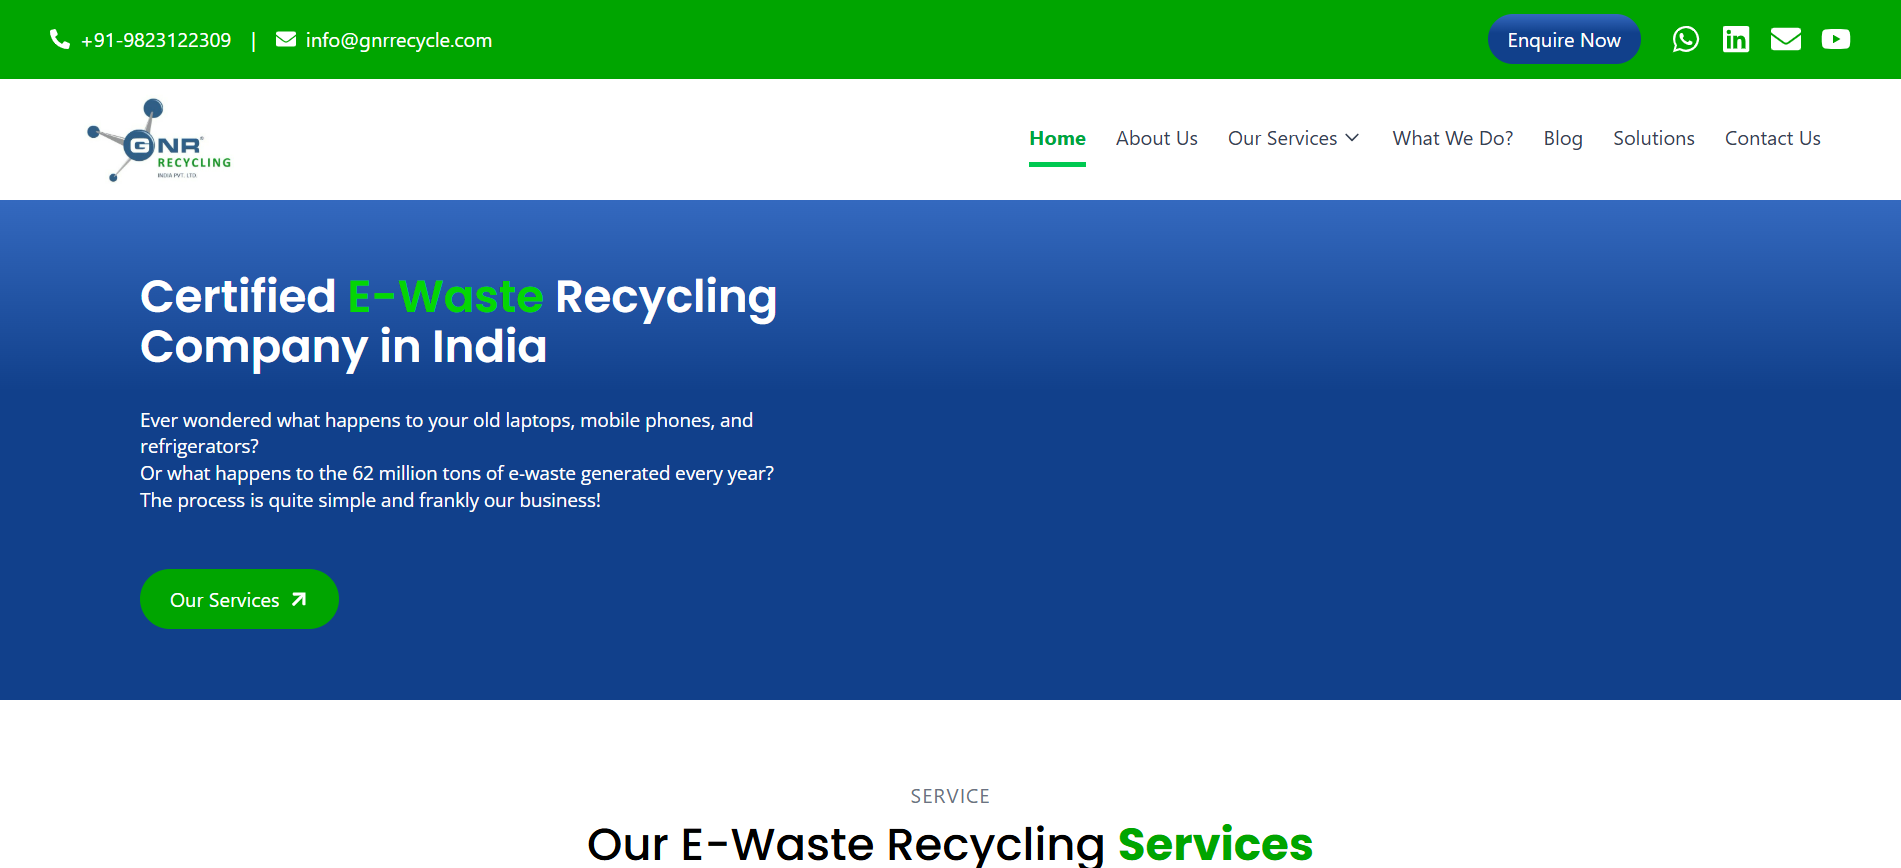 +91-9823122309 | info@gnrrecycle.com
Enquire Now
GNR®
RECYCLING
INDIA PVT. LTD.
Home About Us Our Services What We Do? Blog Solutions Contact Us
Certified E-Waste Recycling
Company in India
Ever wondered what happens to your old laptops, mobile phones, and
refrigerators?
Or what happens to the 62 million tons of e-waste generated every year?
The process is quite simple and frankly our business!
Our Services
SERVICE
Our E-Waste Recycling Services